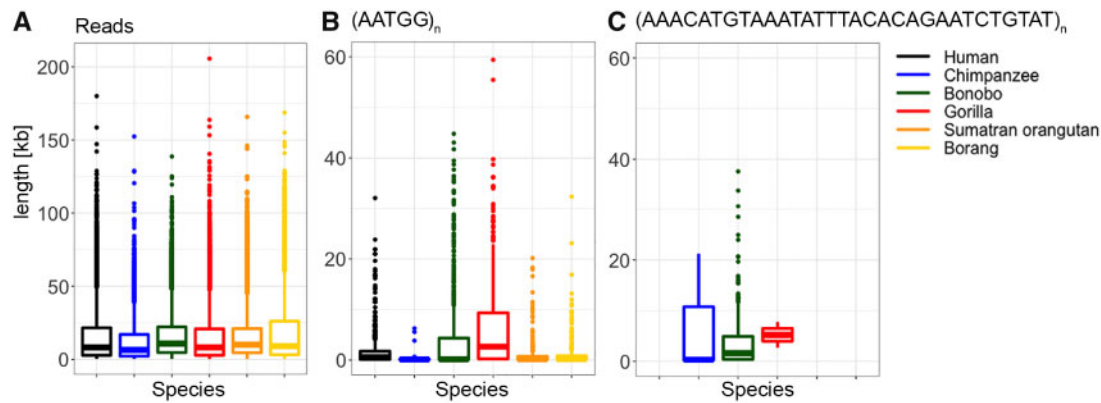 A Reads
B (AATGG)n
C (AAACATGTAAATATTTACACAGAATCTGTAT)n
length [kb]
200
150
100
50
0
Species
60
40
20
0
Species
60
40
20
0
Species
Human
Chimpanzee
Bonobo
Gorilla
Sumatran orangutan
Borang